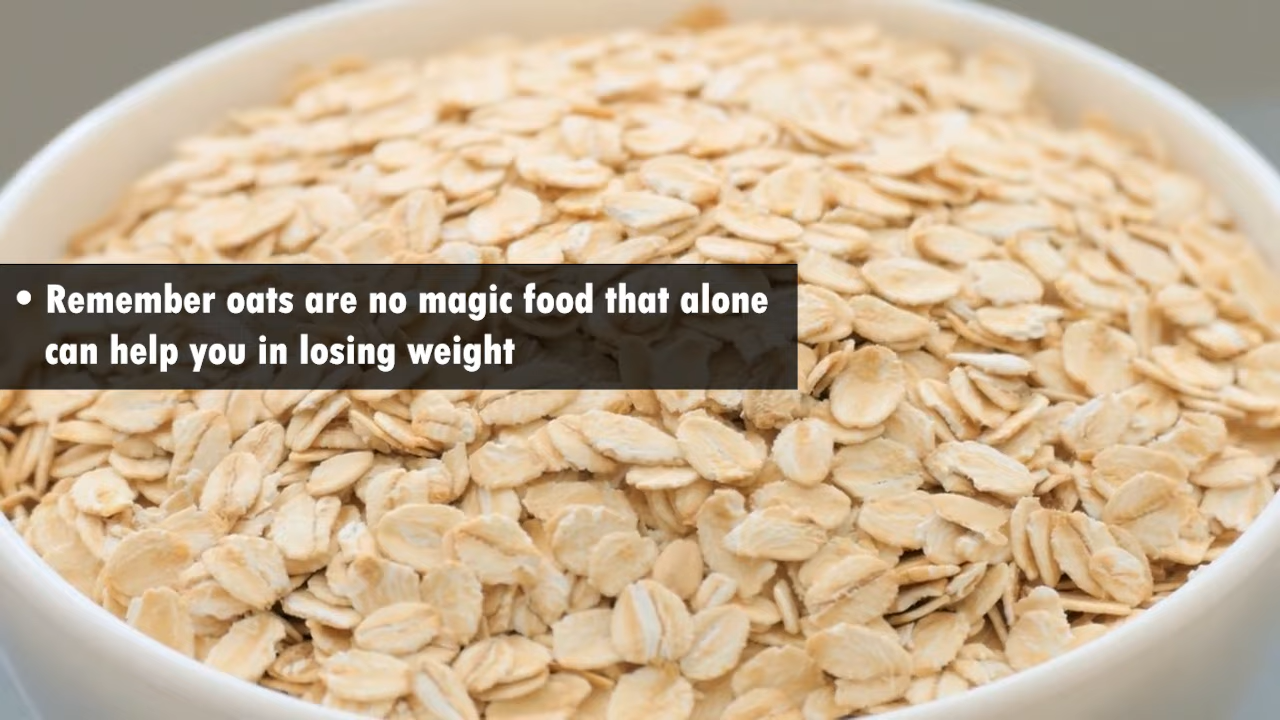 • Remember oats are no magic food that alone
can help you in losing weight